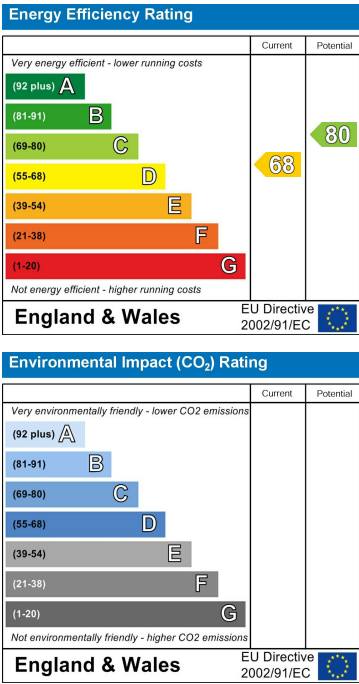 Energy Efficiency Rating
Current Potential
Very energy efficient - lower running costs
(92 plus) A
(81-91) B
(69-80) C
(55-68) D
(39-54) E
(21-38) F
(1-20) G
68
80
Not energy efficient - higher running costs
England & Wales
EU Directive
2002/91/EC
Environmental Impact (CO₂) Rating
Current Potential
Very environmentally friendly - lower CO2 emissions
(92 plus) A
(81-91) B
(69-80) C
(55-68) D
(39-54) E
(21-38) F
(1-20) G
Not environmentally friendly - higher CO2 emissions
England & Wales
EU Directive
2002/91/EC